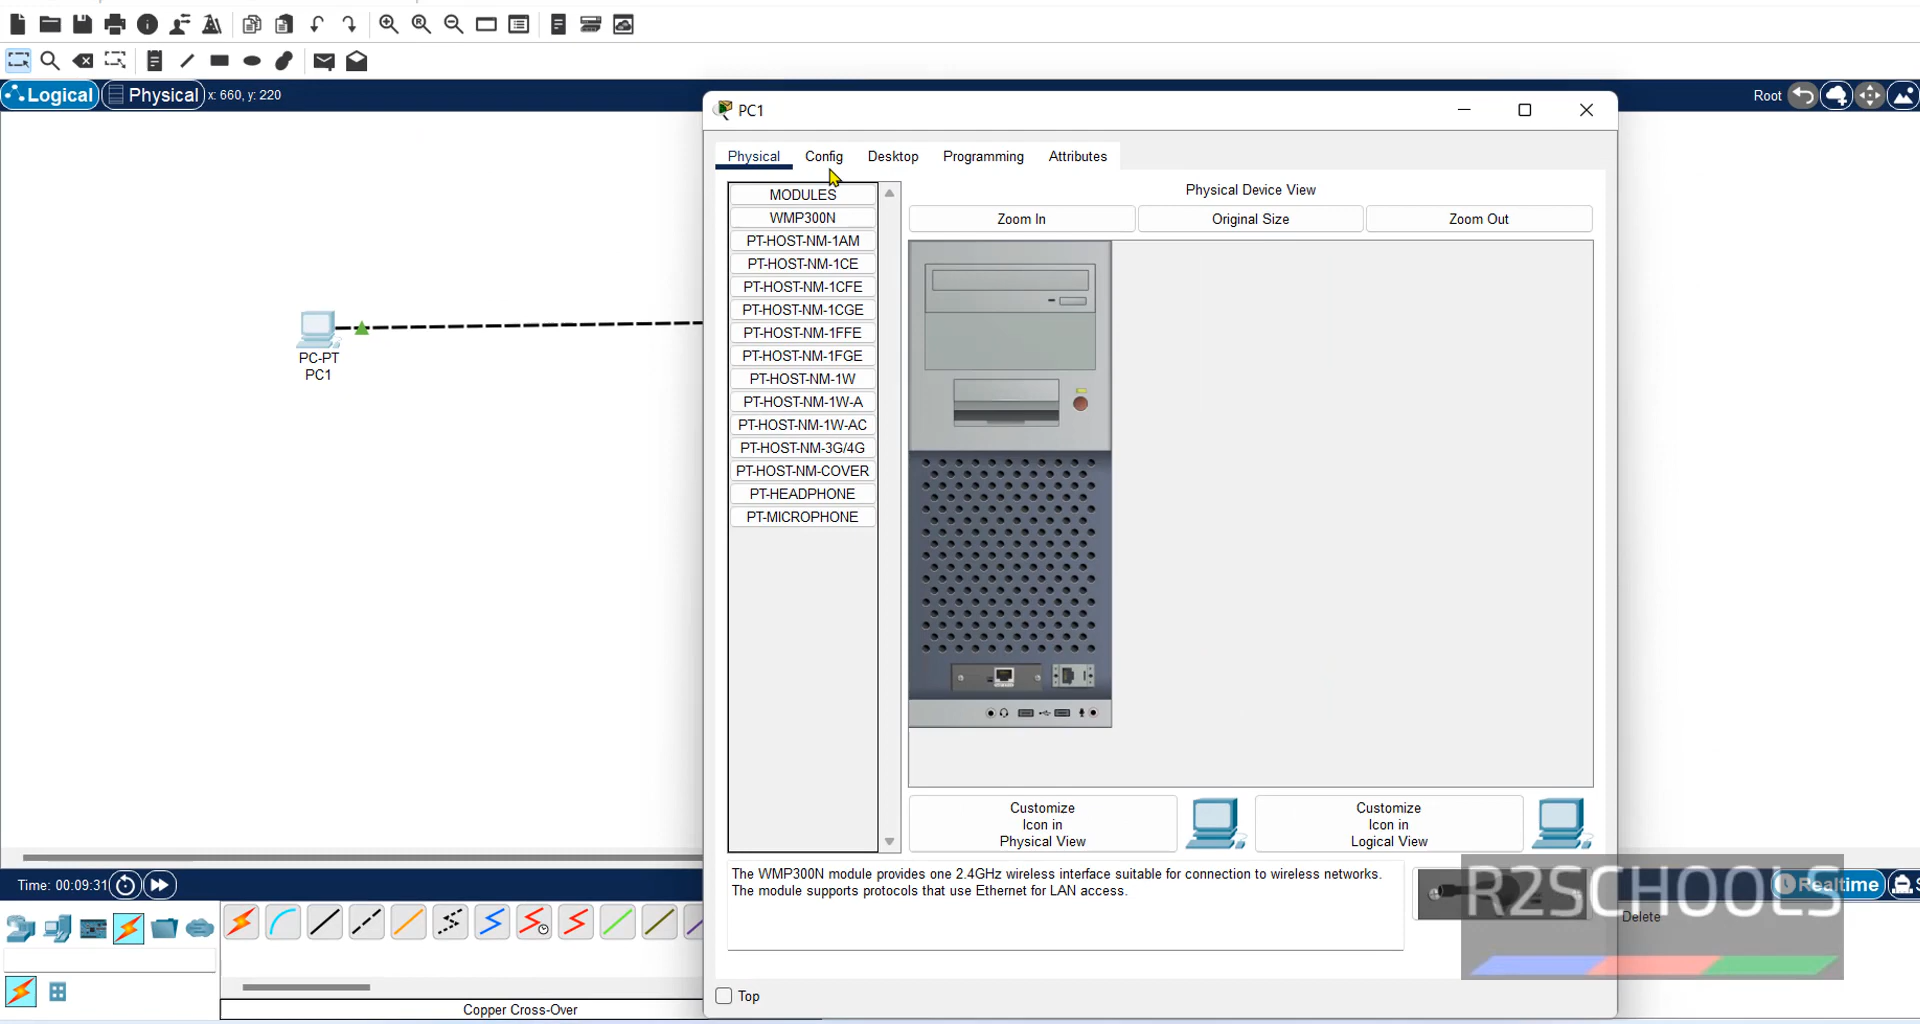 Logical
Physical
x: 660, y: 220
Root
PC1
Physical
Config
Desktop
Programming
Attributes
MODULES
WMP300N
PT-HOST-NM-1AM
PT-HOST-NM-1CE
PT-HOST-NM-1CFE
PT-HOST-NM-1CGE
PT-HOST-NM-1FFE
PT-HOST-NM-1FGE
PT-HOST-NM-1W
PT-HOST-NM-1W-A
PT-HOST-NM-1W-AC
PT-HOST-NM-3G/4G
PT-HOST-NM-COVER
PT-HEADPHONE
PT-MICROPHONE
Physical Device View
Zoom In
Original Size
Zoom Out
PC-PT
PC1
Customize
Icon in
Physical View
Customize
Icon in
Logical View
The WMP300N module provides one 2.4GHz wireless interface suitable for connection to wireless networks.
The module supports protocols that use Ethernet for LAN access.
Time: 00:09:31
Realtime
S
R2SCHOOLS
Delete
Top
Copper Cross-Over